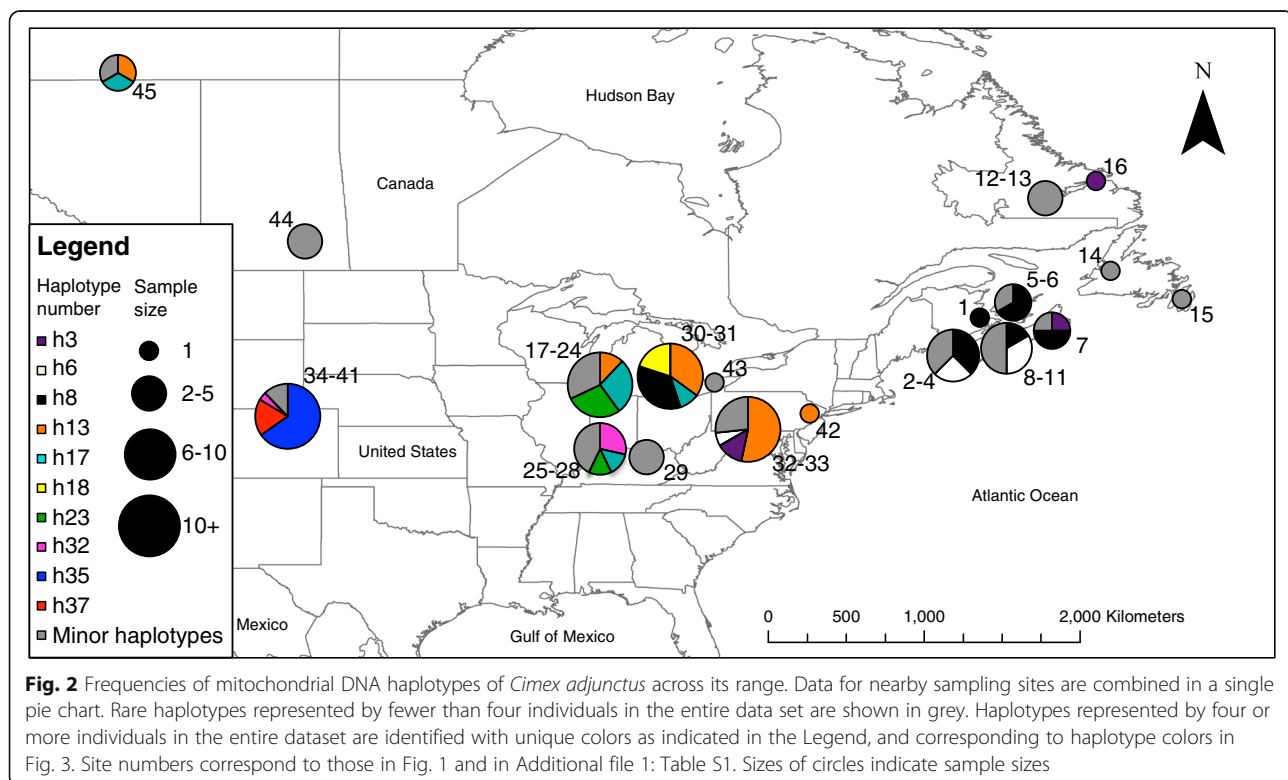 N
Hudson Bay
45
Canada
16
12-13
44
14
5-6
1
15
7
2-4
8-11
Legend
Haplotype number
Sample size
h3
h6
h8
h13
h17
h18
h23
h32
h35
h37
Minor haplotypes
1
2-5
6-10
10+
17-24
30-31
43
34-41
42
United States
25-28
29
32-33
Atlantic Ocean
Mexico
Gulf of Mexico
0 500 1,000 2,000 Kilometers
Fig. 2 Frequencies of mitochondrial DNA haplotypes of Cimex adjunctus across its range. Data for nearby sampling sites are combined in a single
pie chart. Rare haplotypes represented by fewer than four individuals in the entire data set are shown in grey. Haplotypes represented by four or
more individuals in the entire dataset are identified with unique colors as indicated in the Legend, and corresponding to haplotype colors in
Fig. 3. Site numbers correspond to those in Fig. 1 and in Additional file 1: Table S1. Sizes of circles indicate sample sizes